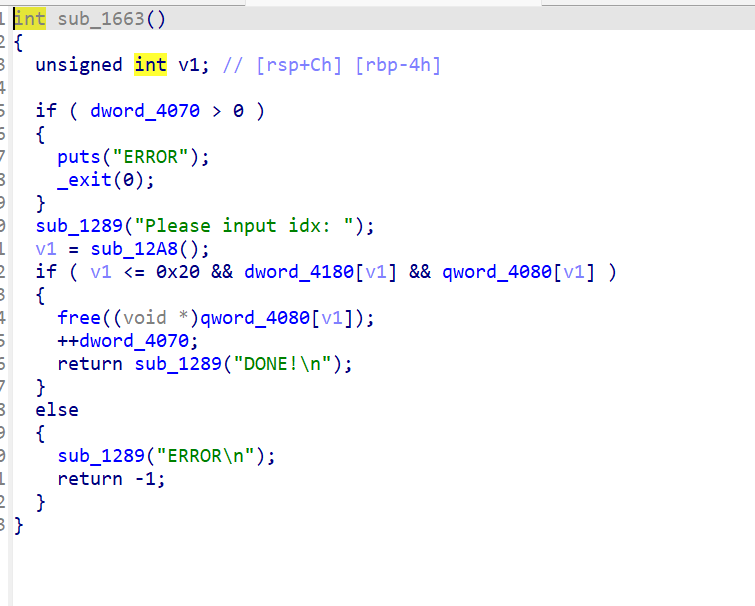 1 int sub_1663()
2 {
3 unsigned int v1; // [rsp+Ch] [rbp-4h]
4
5 if ( dword_4070 > 0 )
6 {
7 puts("ERROR");
8 _exit(0);
9 }
0 sub_1289("Please input idx: ");
1 v1 = sub_12A8();
2 if ( v1 <= 0x20 && dword_4180[v1] && qword_4080[v1] )
3 {
4 free((void *)qword_4080[v1]);
5 ++dword_4070;
6 return sub_1289("DONE!\n");
7 }
8 else
9 {
0 sub_1289("ERROR\n");
1 return -1;
2 }
3 }